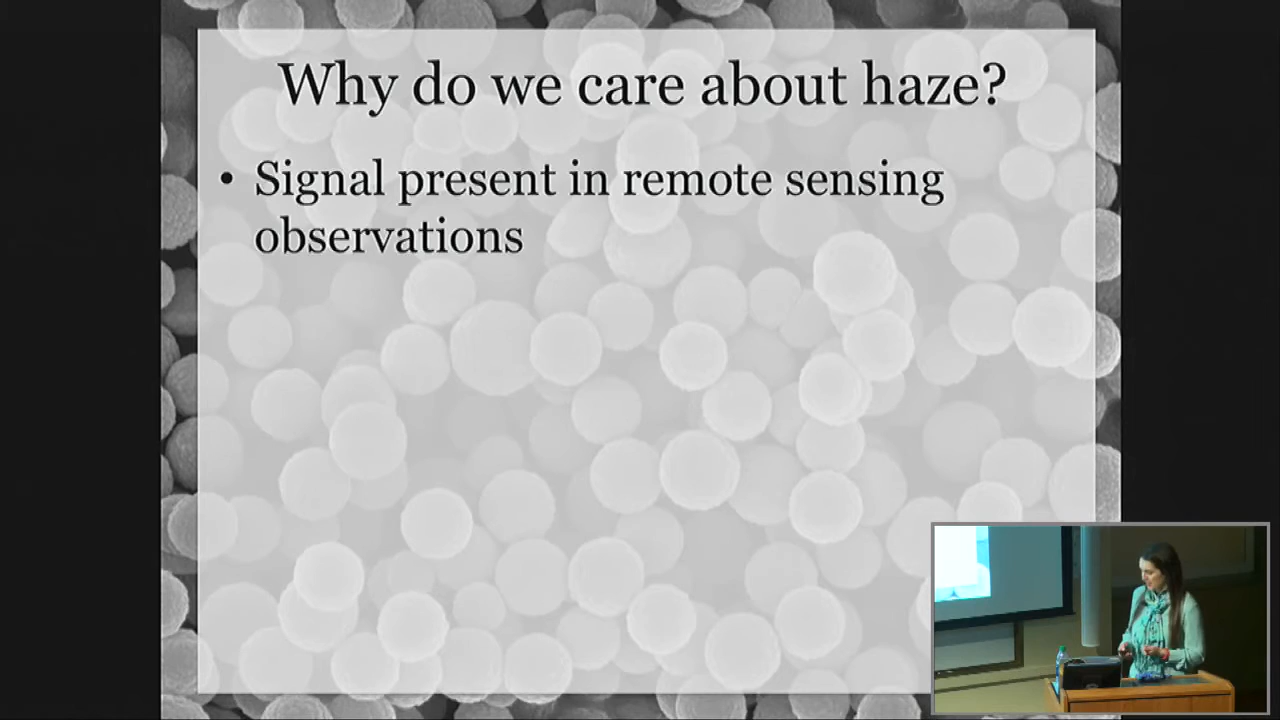 Why do we care about haze?
• Signal present in remote sensing
observations